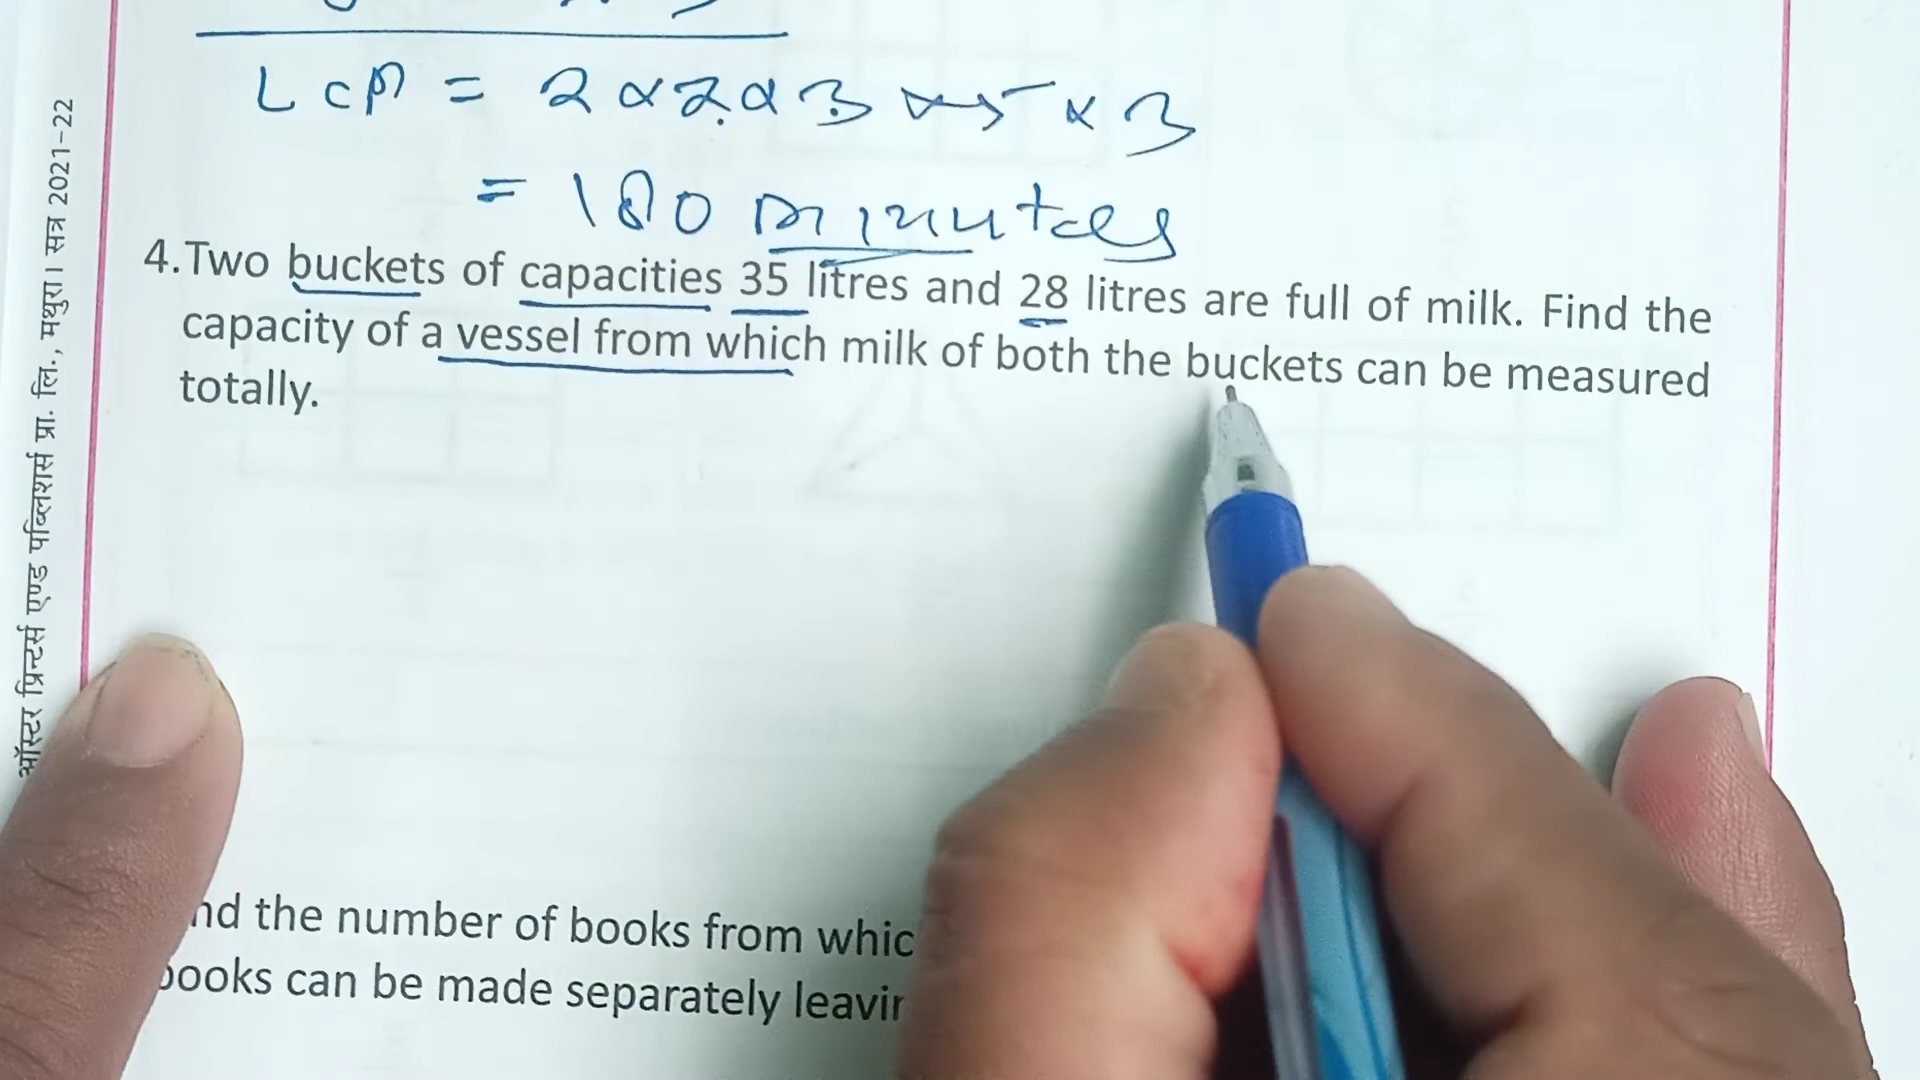 LCM = 2 × 2 × 3 × 5 × 3
= 180 minutes
4.Two buckets of capacities 35 litres and 28 litres are full of milk. Find the
capacity of a vessel from which milk of both the buckets can be measured
totally.
nd the number of books from whic
ooks can be made separately leavin
ऑस्टर प्रिन्टर्स एण्ड पब्लिशर्स प्रा. लि., मथुरा। सत्र 2021-22